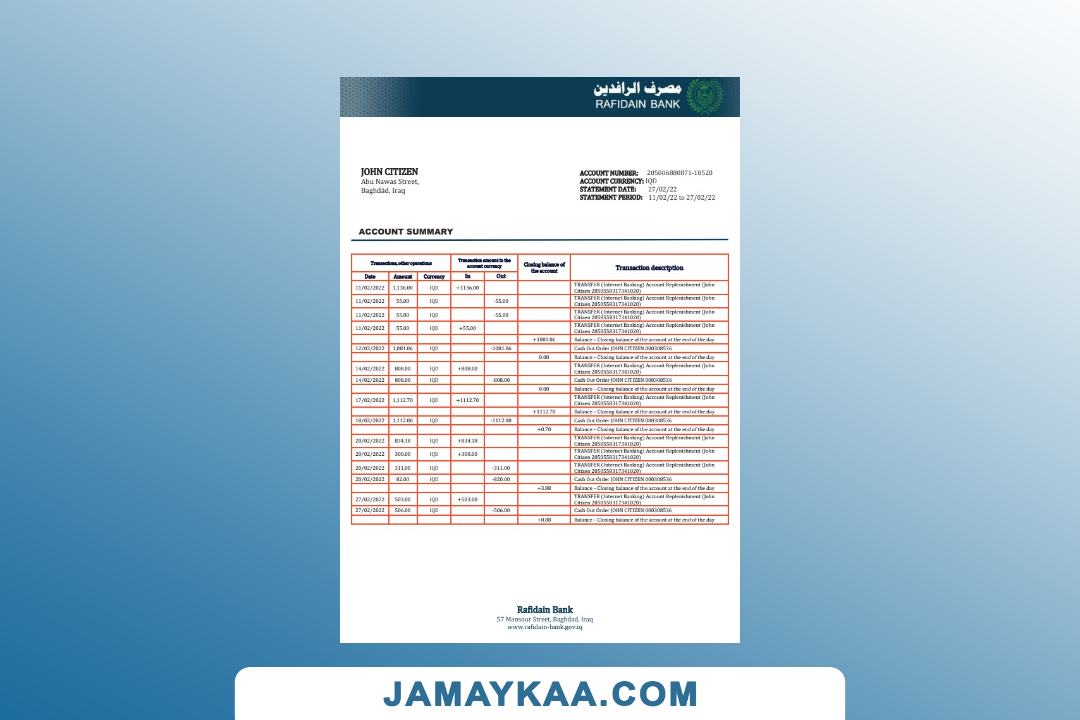 مصرف الرافدين
RAFIDAIN BANK
JOHN CITIZEN
Abu Nawas Street,
Baghdad, Iraq
ACCOUNT NUMBER: 205006880871-10520
ACCOUNT CURRENCY: IQD
STATEMENT DATE: 27/02/22
STATEMENT PERIOD: 11/02/22 to 27/02/22
ACCOUNT SUMMARY
Transactions, other operations Transaction amount in the account currency Closing balance of the account Transaction description
Date Amount Currency In Out
11/02/2022 1,136.00 IQD +1136.00 TRANSFER (Internet Banking) Account Replenishment (John
Citizen 2505558317341020)
11/02/2022 55.00 IQD -55.00 TRANSFER (Internet Banking) Account Replenishment (John
Citizen 2505558317341020)
11/02/2022 55.00 IQD -55.00 TRANSFER (Internet Banking) Account Replenishment (John
Citizen 2505558317341020)
11/02/2022 55.00 IQD +55.00 TRANSFER (Internet Banking) Account Replenishment (John
Citizen 2505558317341020)
+1081.06 Balance - Closing balance of the account at the end of the day
12/02/2022 1,081.06 IQD -1081.06 Cash Out Order JOHN CITIZEN 000308536
0.00 Balance - Closing balance of the account at the end of the day
14/02/2022 808.00 IQD +808.00 TRANSFER (Internet Banking) Account Replenishment (John
Citizen 2505558317341020)
14/02/2022 808.00 IQD -808.00 Cash Out Order JOHN CITIZEN 000308536
0.00 Balance - Closing balance of the account at the end of the day
17/02/2022 1,112.70 IQD +1112.70 TRANSFER (Internet Banking) Account Replenishment (John
Citizen 2505558317341020)
+1112.70 Balance - Closing balance of the account at the end of the day
18/02/2022 1,112.00 IQD -1112.00 Cash Out Order JOHN CITIZEN 000308536
+0.70 Balance - Closing balance of the account at the end of the day
20/02/2022 834.18 IQD +834.18 TRANSFER (Internet Banking) Account Replenishment (John
Citizen 2505558317341020)
20/02/2022 300.00 IQD +300.00 TRANSFER (Internet Banking) Account Replenishment (John
Citizen 2505558317341020)
20/02/2022 311.00 IQD -311.00 TRANSFER (Internet Banking) Account Replenishment (John
Citizen 2505558317341020)
20/02/2022 82.00 IQD -820.00 Cash Out Order JOHN CITIZEN 000308536
+3.88 Balance - Closing balance of the account at the end of the day
27/02/2022 503.00 IQD +503.00 TRANSFER (Internet Banking) Account Replenishment (John
Citizen 2505558317341020)
27/02/2022 506.00 IQD -506.00 Cash Out Order JOHN CITIZEN 000308536
+0.88 Balance - Closing balance of the account at the end of the day
Rafidain Bank
57 Mansour Street, Baghdad, Iraq
www.rafidain-bank.gov.iq
JAMAYKAA.COM